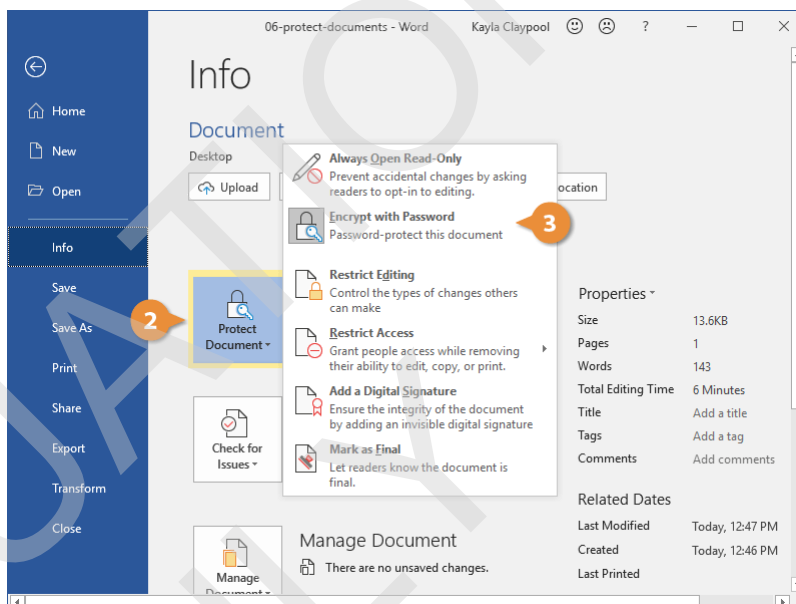 06-protect-documents - Word Kayla Claypool ?
Info
Home
New
Open
Info
Save
Save As
Print
Share
Export
Transform
Close
Document
Desktop
Upload
ocation
Always Open Read-Only
Prevent accidental changes by asking
readers to opt-in to editing.
Encrypt with Password
Password-protect this document
3
Restrict Editing
Control the types of changes others
can make
Restrict Access
Grant people access while removing
their ability to edit, copy, or print.
Add a Digital Signature
Ensure the integrity of the document
by adding an invisible digital signature
Mark as Final
Let readers know the document is
final.
2
Protect
Document
Check for
Issues
Manage
Document
Manage Document
There are no unsaved changes.
Properties
Size 13.6KB
Pages 1
Words 143
Total Editing Time 6 Minutes
Title Add a title
Tags Add a tag
Comments Add comments
Related Dates
Last Modified Today, 12:47 PM
Created Today, 12:46 PM
Last Printed